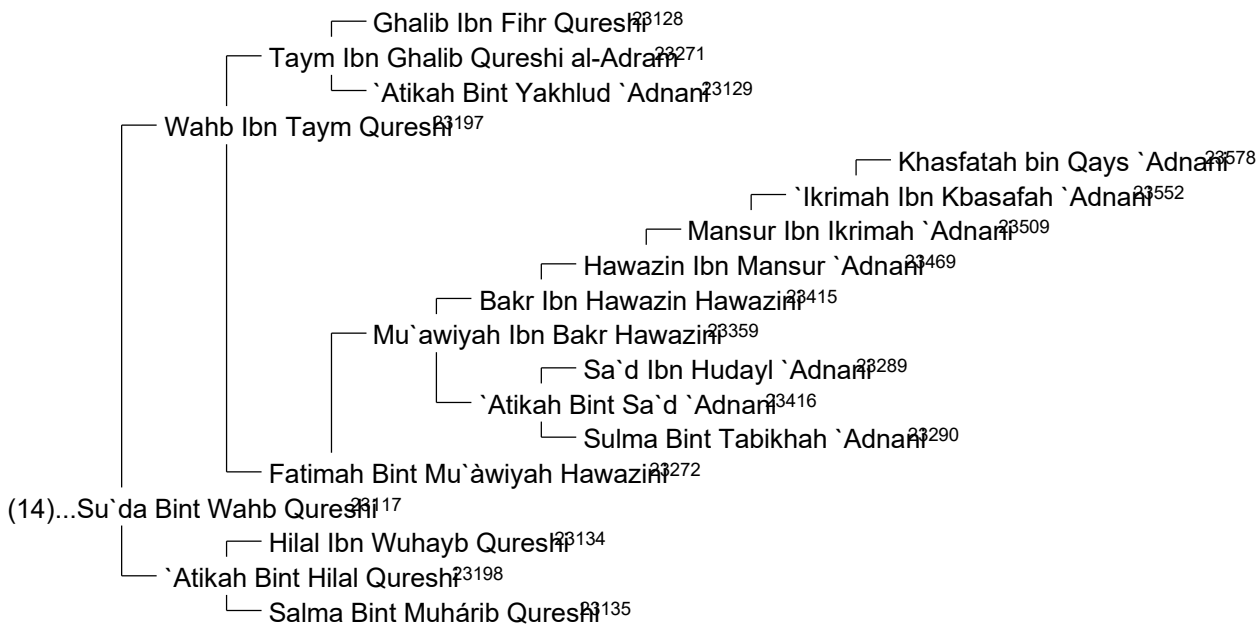 Ghalib Ibn Fihr Qureshi23128
Taym Ibn Ghalib Qureshi al-Adram23271
`Atikah Bint Yakhlud `Adnani23129
Wahb Ibn Taym Qureshi23197
Khasfatah bin Qays `Adnani23578
`Ikrimah Ibn Kbasafah `Adnani23552
Mansur Ibn Ikrimah `Adnani23509
Hawazin Ibn Mansur `Adnani23469
Bakr Ibn Hawazin Hawazini23415
Mu`awiyah Ibn Bakr Hawazini23359
Sa`d Ibn Hudayl `Adnani23289
`Atikah Bint Sa`d `Adnani23416
Sulma Bint Tabikhah `Adnani23290
Fatimah Bint Mu`àwiyah Hawazini23272
(14)...Su`da Bint Wahb Qureshi23117
Hilal Ibn Wuhayb Qureshi23134
`Atikah Bint Hilal Qureshi23198
Salma Bint Muhárib Qureshi23135